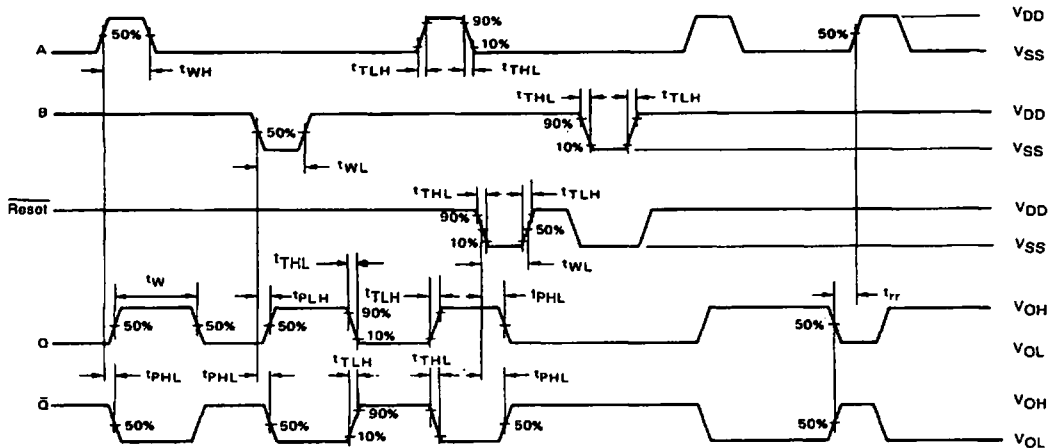 A 50% 90% 10% 50% VDD VSS
tWH tTLH tTHL
B 50% tTHL tTLH 90% 10% VDD VSS
tWL
Reset tTHL tTLH 90% 10% 50% VDD VSS
tWL
tTHL
tW tPLH tTLH tPHL trr
Q 50% 50% 50% 90% 10% 50% 50% VOH VOL
tPHL tPHL tTLH tTHL tPHL
Q 50% 50% 90% 10% 50% 50% VOH VOL